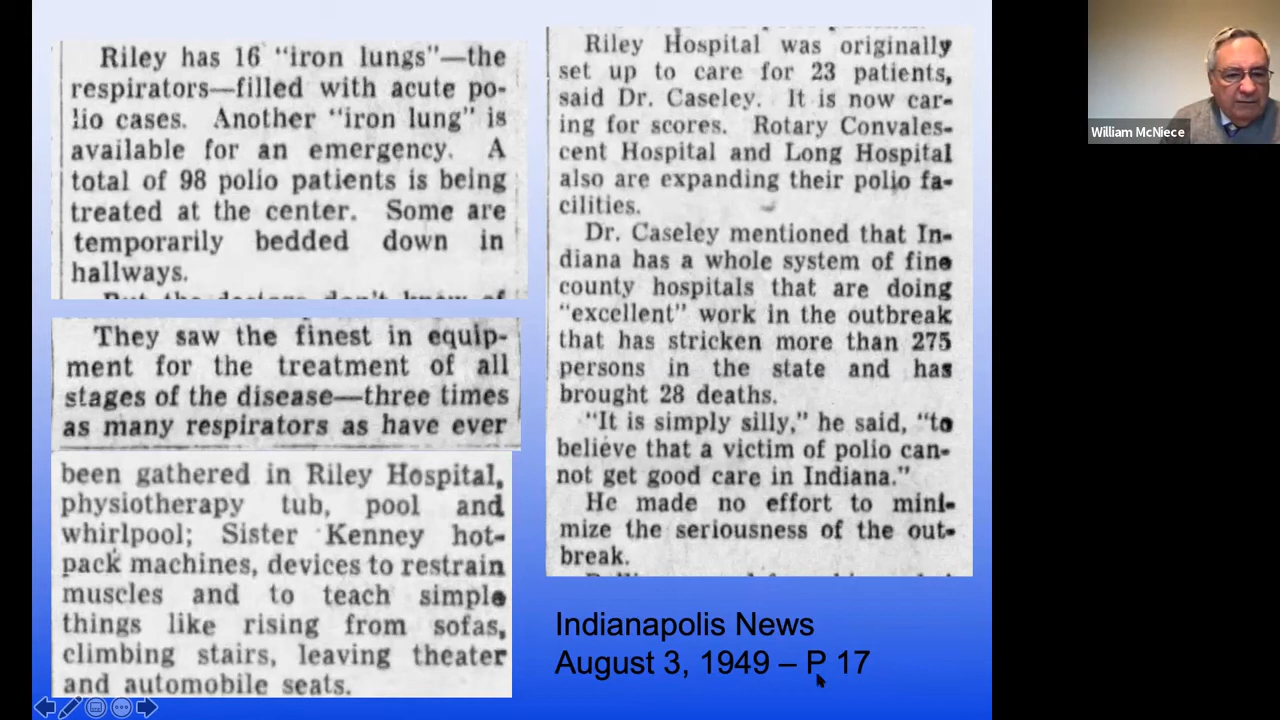 Riley has 16 "iron lungs"—the
respirators—filled with acute po-
lio cases. Another "iron lung" is
available for an emergency. A
total of 98 polio patients is being
treated at the center. Some are
temporarily bedded down in
hallways.
They saw the finest in equip-
ment for the treatment of all
stages of the disease—three times
as many respirators as have ever
been gathered in Riley Hospital,
physiotherapy tub, pool and
whirlpool; Sister Kenney hot-
pack machines, devices to restrain
muscles and to teach simple
things like rising from sofas,
climbing stairs, leaving theater
and automobile seats.
Riley Hospital was originally
set up to care for 23 patients,
said Dr. Caseley. It is now car-
ing for scores. Rotary Convales-
cent Hospital and Long Hospital
also are expanding their polio fa-
cilities.
Dr. Caseley mentioned that In-
diana has a whole system of fine
county hospitals that are doing
"excellent" work in the outbreak
that has stricken more than 275
persons in the state and has
brought 28 deaths.
"It is simply silly," he said, "to
believe that a victim of polio can-
not get good care in Indiana."
He made no effort to mini-
mize the seriousness of the out-
break.
Indianapolis News
August 3, 1949 – P 17
William McNiece